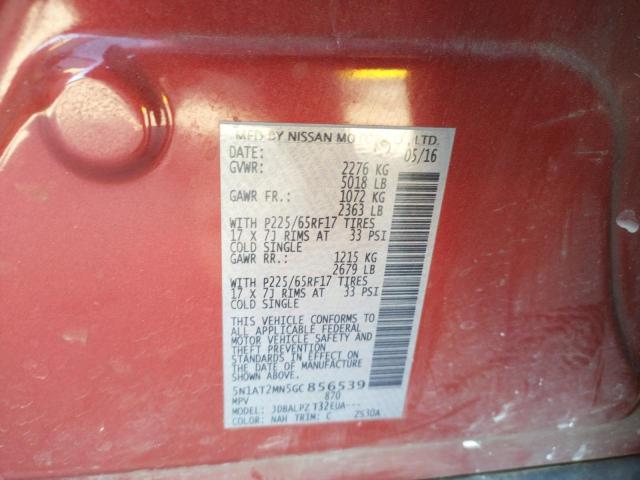 MFD BY NISSAN MOTOR CO., LTD.
DATE: 05/16
GVWR: 2276 KG
5018 LB
GAWR FR.: 1072 KG
2363 LB
WITH P225/65RF17 TIRES
17 X 7J RIMS AT 33 PSI
COLD SINGLE
GAWR RR.: 1215 KG
2679 LB
WITH P225/65RF17 TIRES
17 X 7J RIMS AT 33 PSI
COLD SINGLE
THIS VEHICLE CONFORMS TO
ALL APPLICABLE FEDERAL
MOTOR VEHICLE SAFETY AND
THEFT PREVENTION
STANDARDS IN EFFECT ON
THE DATE OF MANUFACTURE
SHOWN ABOVE.
5N1AT2MN5GC856539
MPV 870
MODEL: JDBALPZ T32EUA---
COLOR: NAH TRIM: C 2530A